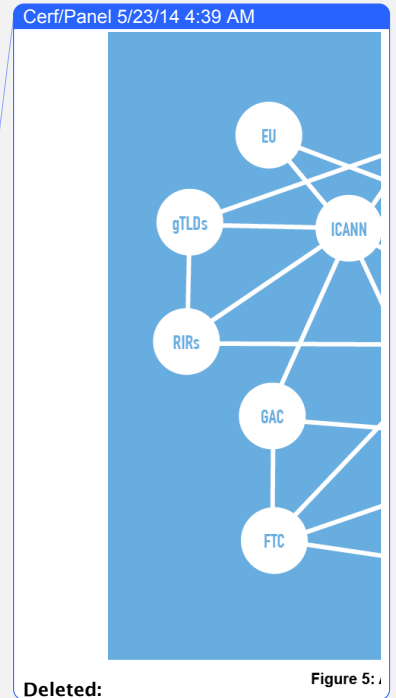 Cerf/Panel 5/23/14 4:39 AM
EU
gTLDs
ICANN
RIRs
GAC
FTC
Figure 5:
Deleted: